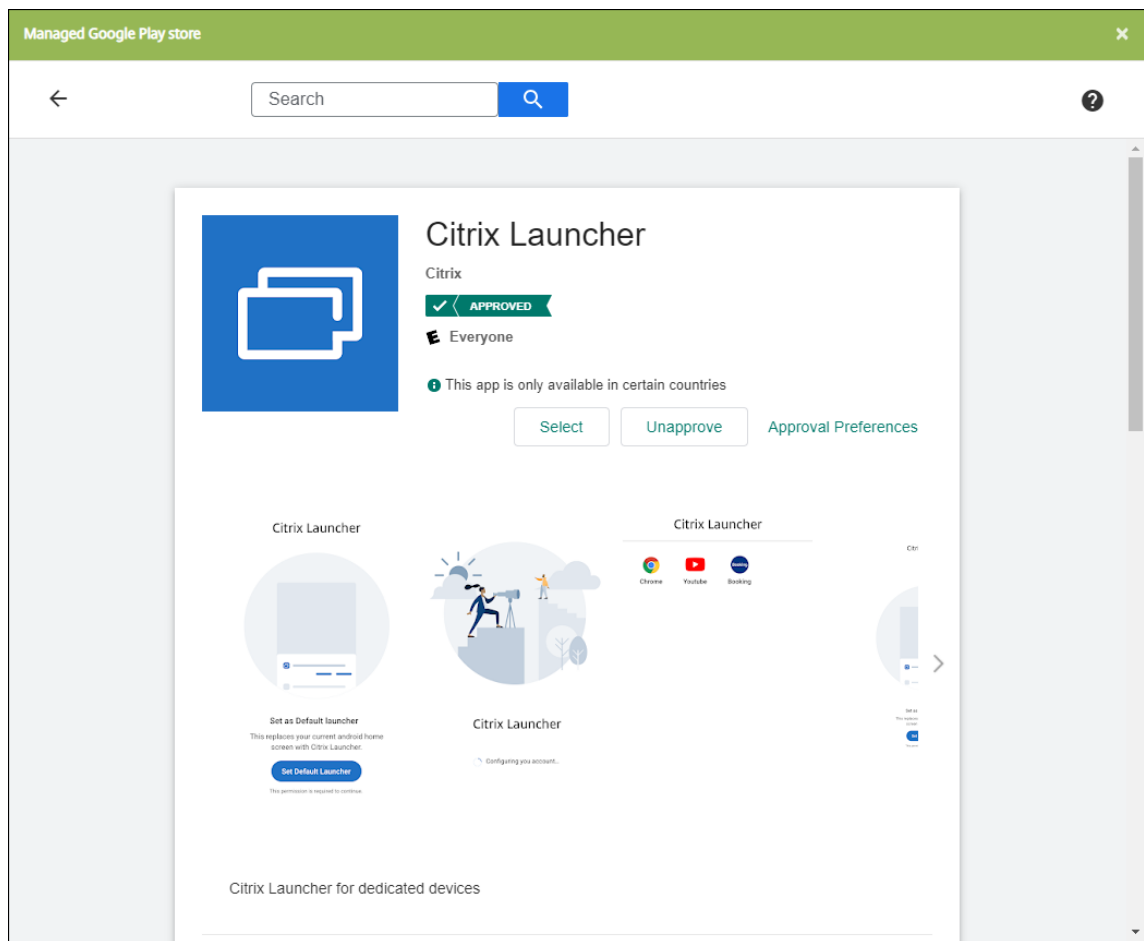 Managed Google Play store
Search
Citrix Launcher
Citrix
APPROVED
E Everyone
This app is only available in certain countries
Select
Unapprove
Approval Preferences
Citrix Launcher
Set as Default launcher
This replaces your current android home
screen with Citrix Launcher.
Set Default Launcher
This permission is required to continue.
Citrix Launcher
Configuring you account...
Citrix Launcher
Chrome
Youtube
Booking
Citrix Launcher for dedicated devices